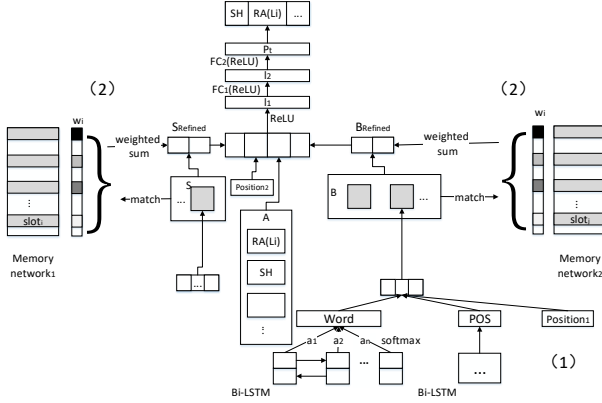 SH RA(Li) ...
Pt
FC2(ReLU)
l2
FC1(ReLU)
l1
ReLU
(2)
(2)
wi
wi
SRefined
BRefined
weighted sum
weighted sum
S
...
Position2
B
...
match
match
A
RA(Li)
SH
⋮
⋮
sloti
⋮
sloti
Memory network1
Memory network2
...
Word
POS
Position1
a1 a2 an softmax
...
...
(1)
Bi-LSTM
Bi-LSTM